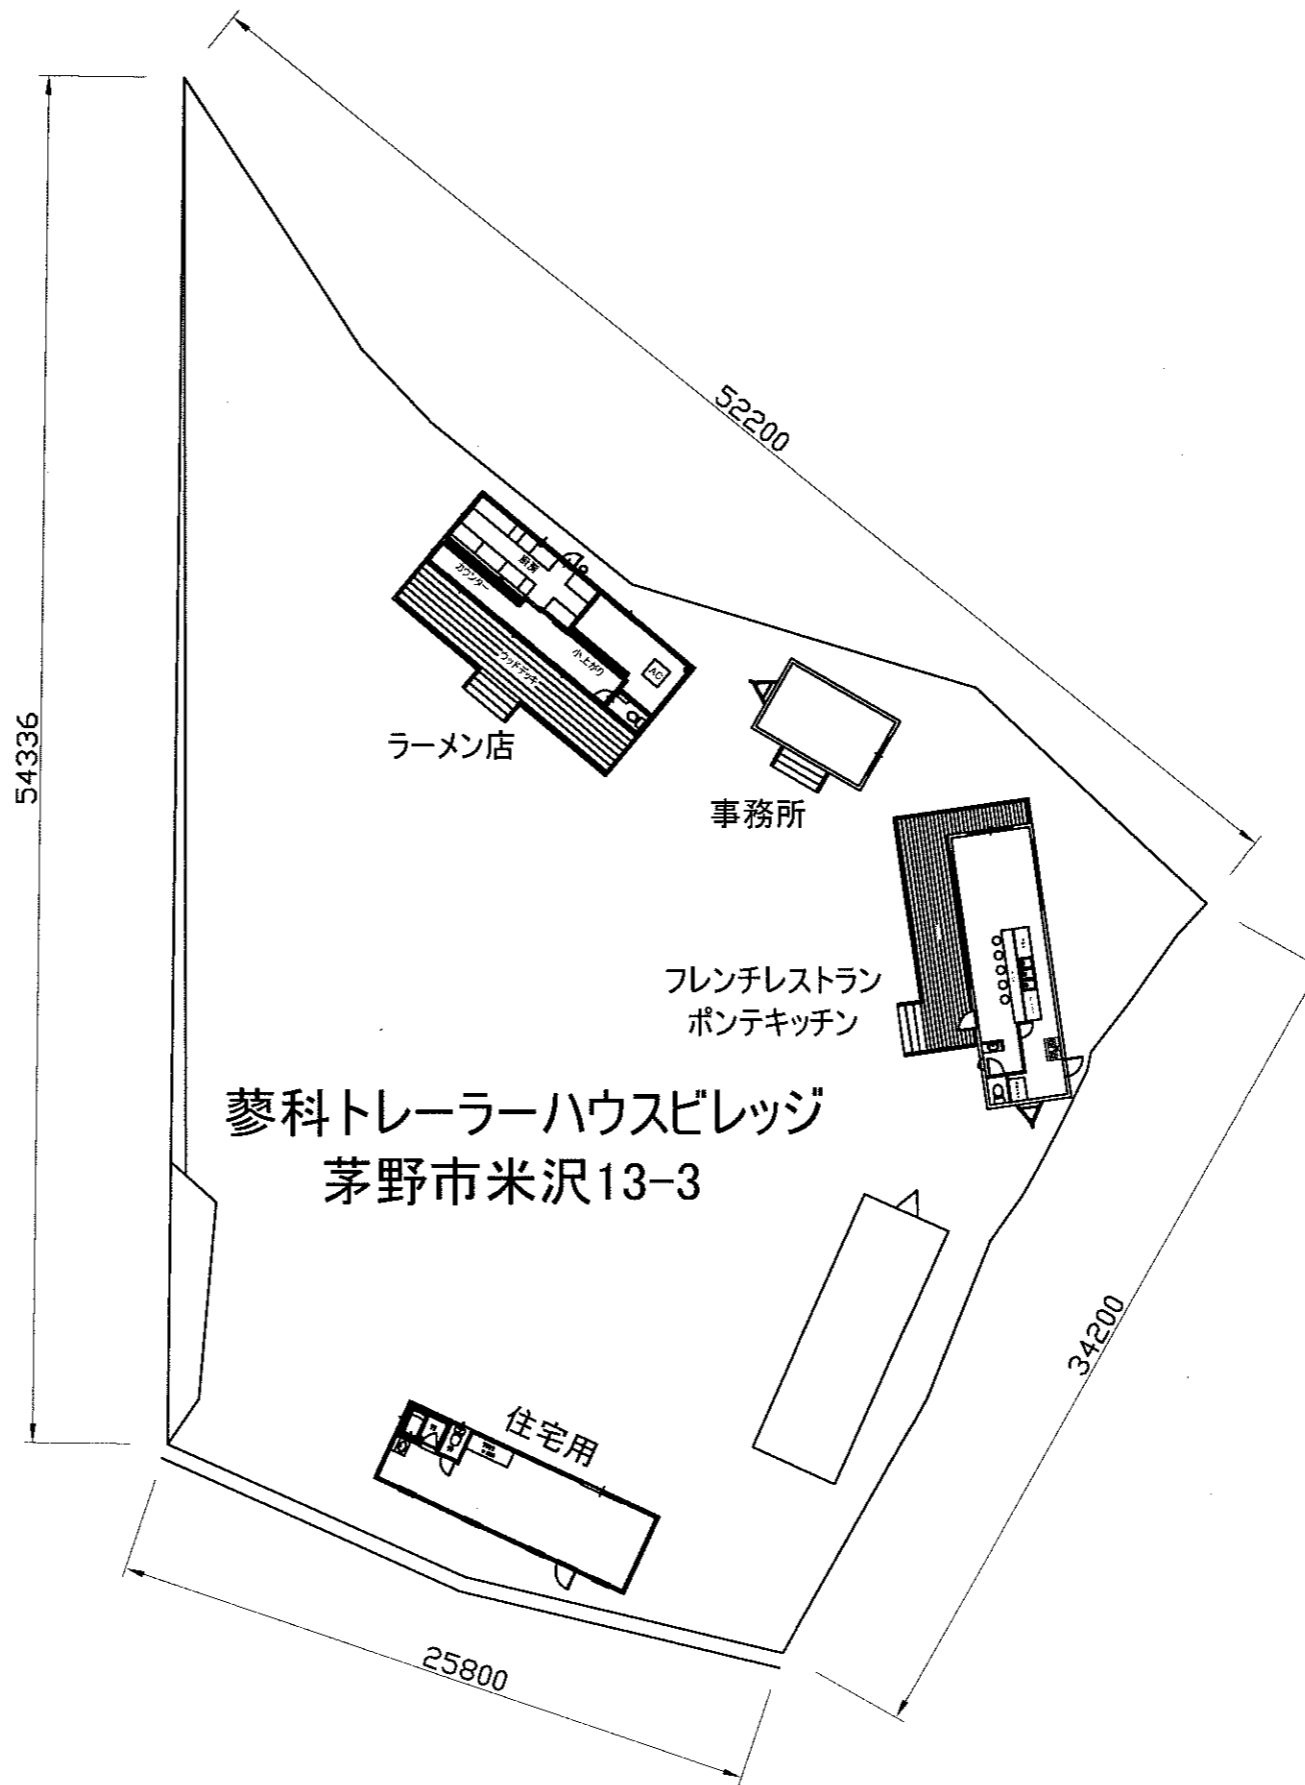 52200
54336
厨房
カウンター
小上がり
AC
ウッドデッキ
ラーメン店
事務所
フレンチレストラン
ポンテキッチン
蓼科トレーラーハウスビレッジ
茅野市米沢13-3
34200
住宅用
25800